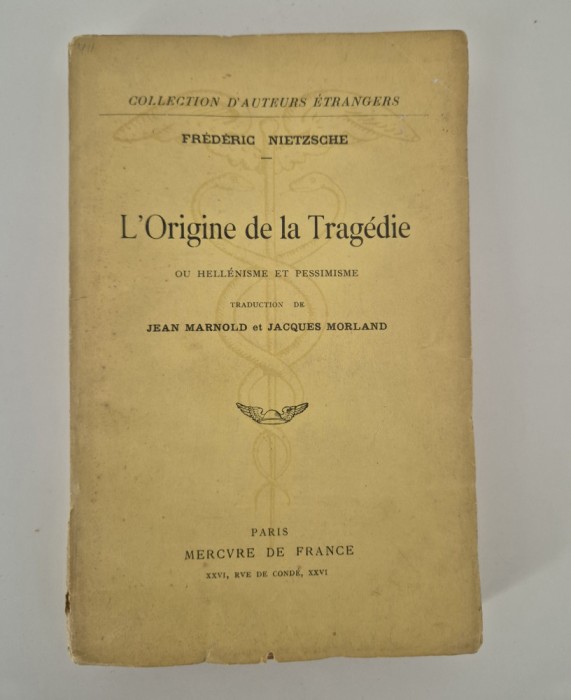 COLLECTION D'AUTEURS ÉTRANGERS
FRÉDÉRIC NIETZSCHE
L'Origine de la Tragédie
OU HELLÉNISME ET PESSIMISME
TRADUCTION DE
JEAN MARNOLD et JACQUES MORLAND
PARIS
MERCVRE DE FRANCE
XXVI, RVE DE CONDÉ, XXVI